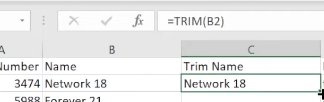 fx =TRIM(B2)
A B C
Number Name Trim Name
3474 Network 18 Network 18
5988 Forever 21